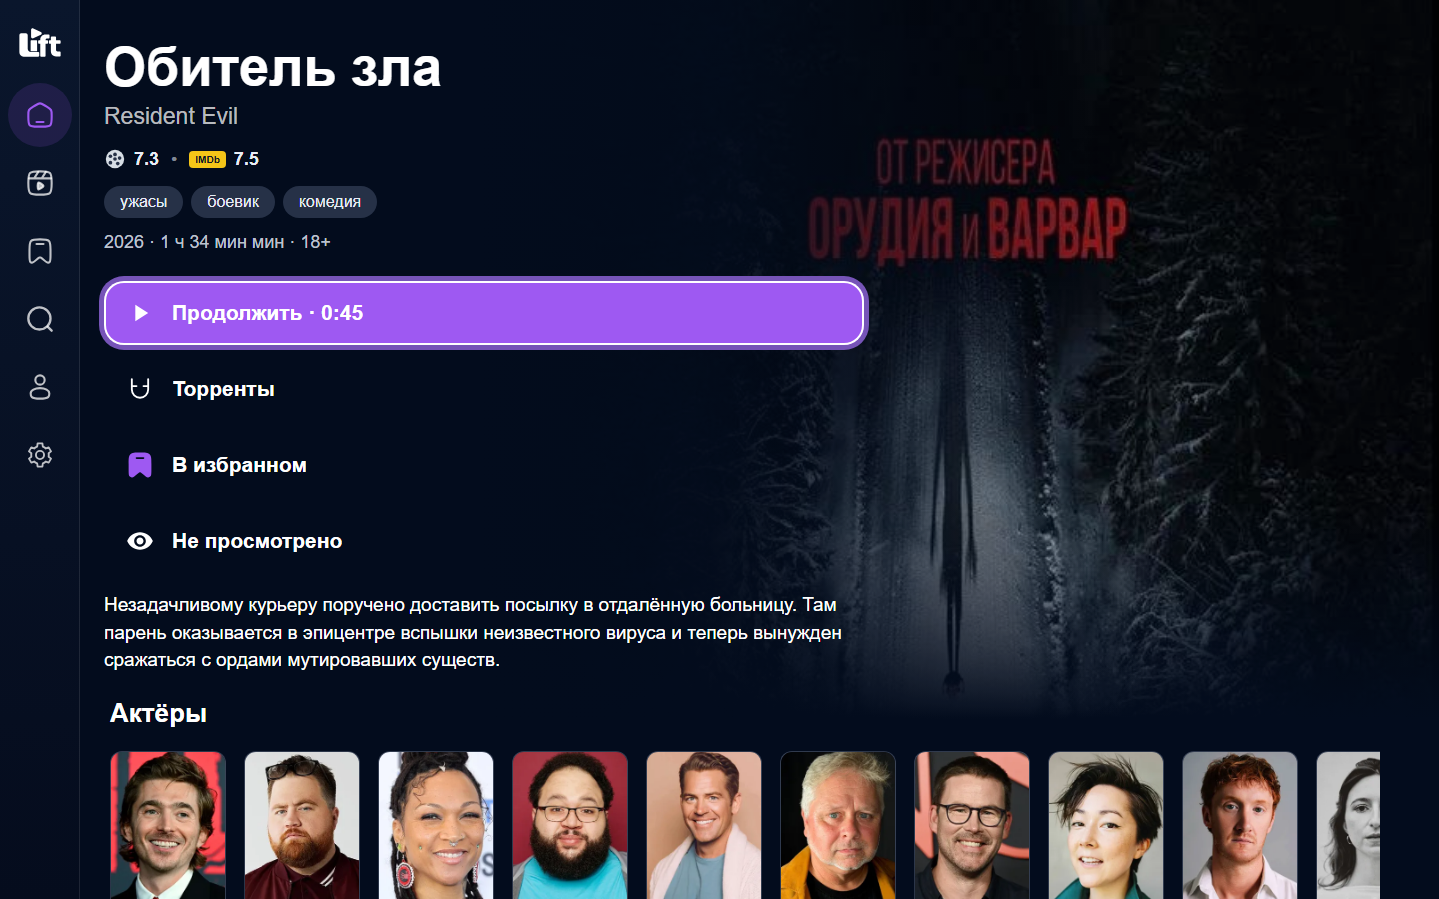 Lift
Обитель зла
Resident Evil
7.3 • IMDb 7.5
ужасы боевик комедия
2026 · 1 ч 34 мин мин · 18+
ОТ РЕЖИСЕРА
ОРУДИЯ и ВАРВАР
Продолжить · 0:45
Торренты
В избранном
Не просмотрено
Незадачливому курьеру поручено доставить посылку в отдалённую больницу. Там
парень оказывается в эпицентре вспышки неизвестного вируса и теперь вынужден
сражаться с ордами мутировавших существ.
Актёры